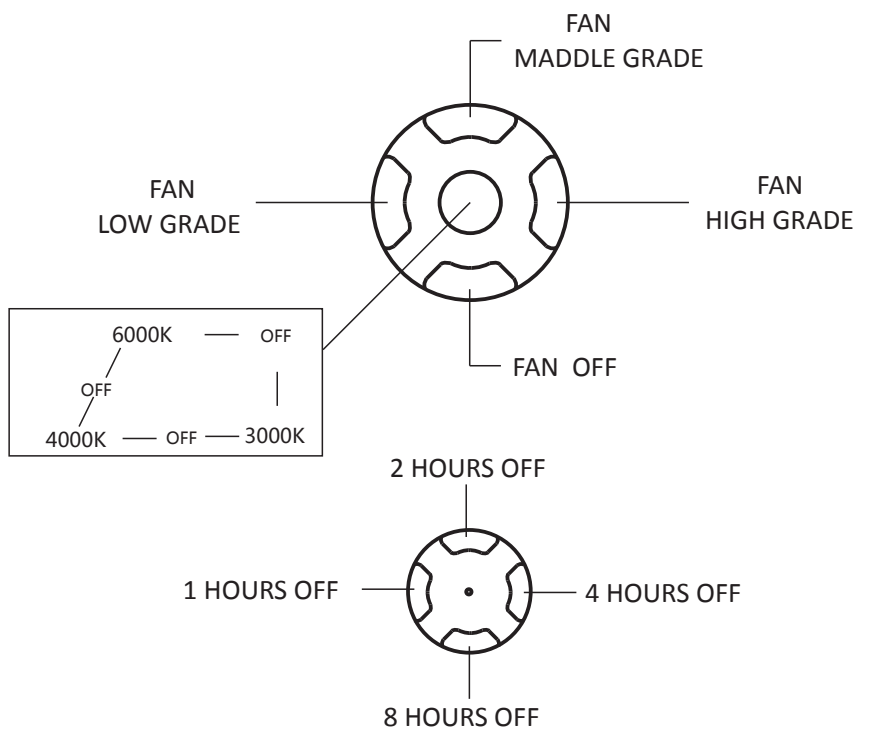 FAN
MADDLE GRADE
FAN
LOW GRADE
FAN
HIGH GRADE
6000K OFF
OFF
4000K OFF 3000K
FAN OFF
2 HOURS OFF
1 HOURS OFF
4 HOURS OFF
8 HOURS OFF